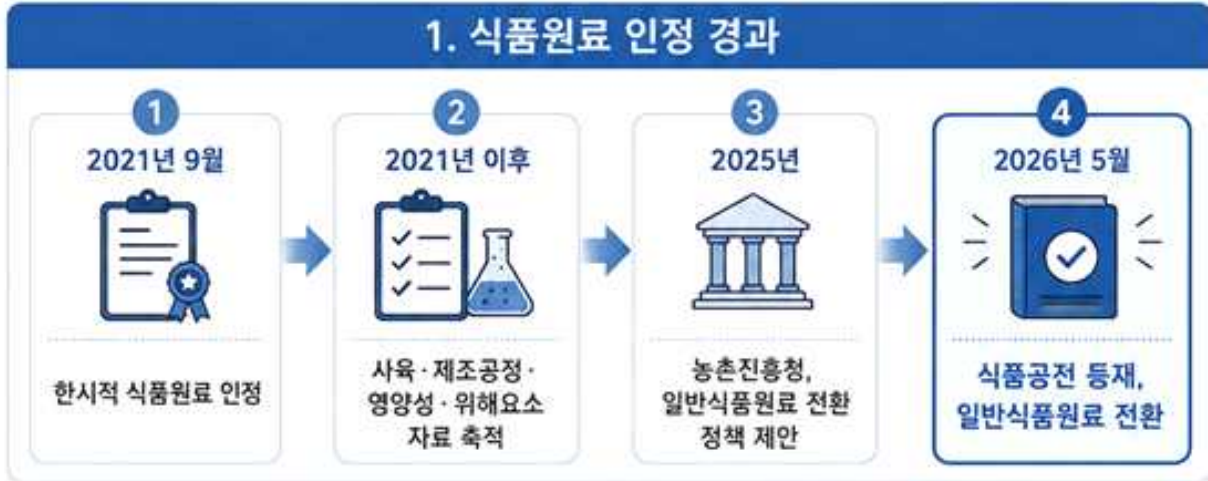 1. 식품원료 인정 경과
1
2021년 9월
한시적 식품원료 인정
2
2021년 이후
사육·제조공정·
영양성·위해요소
자료 축적
3
2025년
농촌진흥청,
일반식품원료 전환
정책 제안
4
2026년 5월
식품공전 등재,
일반식품원료 전환